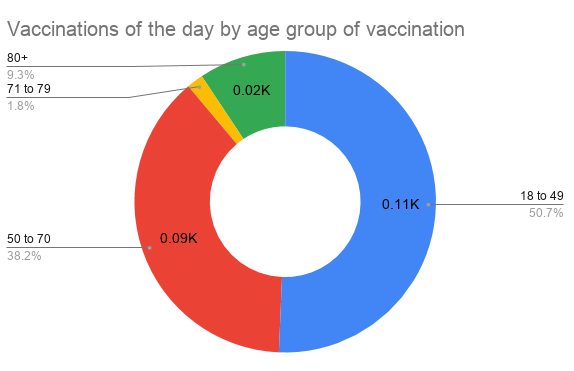 Vaccinations of the day by age group of vaccination
80+
9.3%
71 to 79
1.8%
0.02K
18 to 49
50.7%
0.11K
50 to 70
38.2%
0.09K